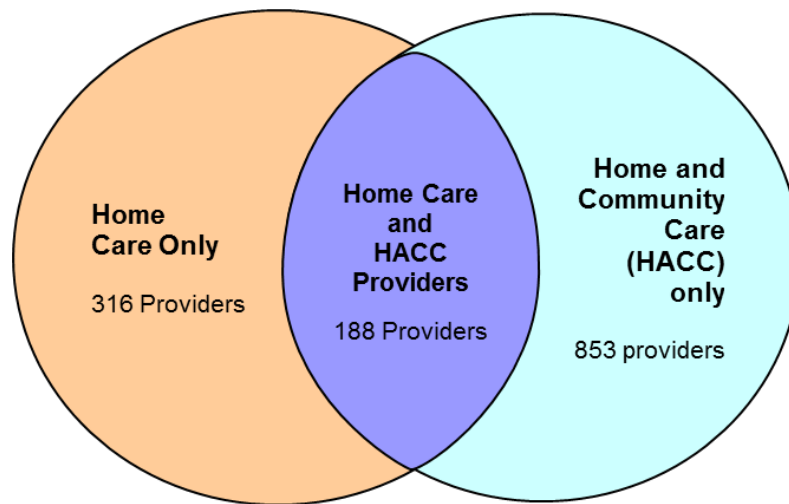 Home
Care Only
316 Providers
Home Care
and
HACC
Providers
188 Providers
Home and
Community
Care
(HACC)
only
853 providers